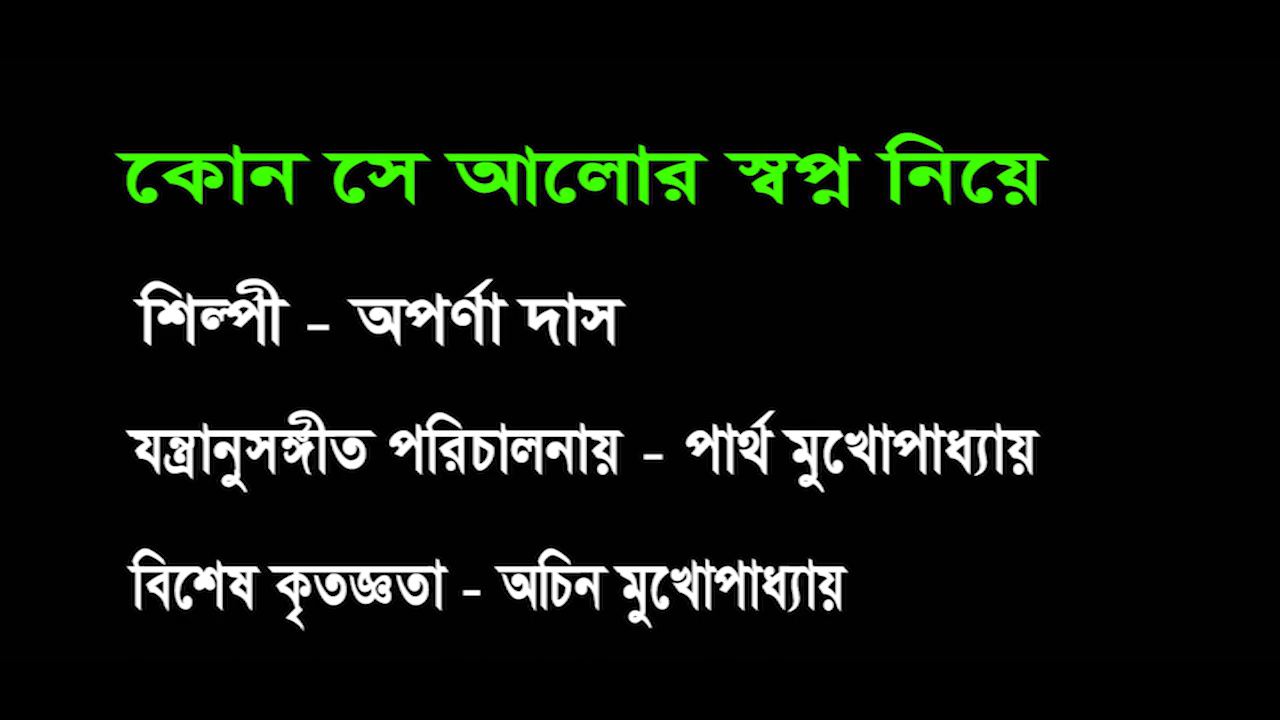 কোন সে আলোর স্বপ্ন নিয়ে
শিল্পী - অপর্ণা দাস
যন্ত্রানুসঙ্গীত পরিচালনায় - পার্থ মুখোপাধ্যায়
বিশেষ কৃতজ্ঞতা - অচিন মুখোপাধ্যায়